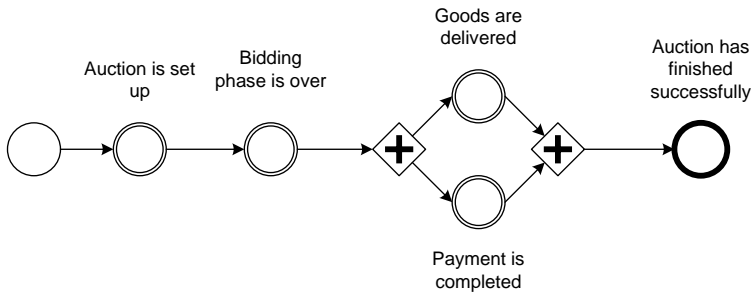 Auction is set
up
Bidding
phase is over
Goods are
delivered
Payment is
completed
Auction has
finished
successfully